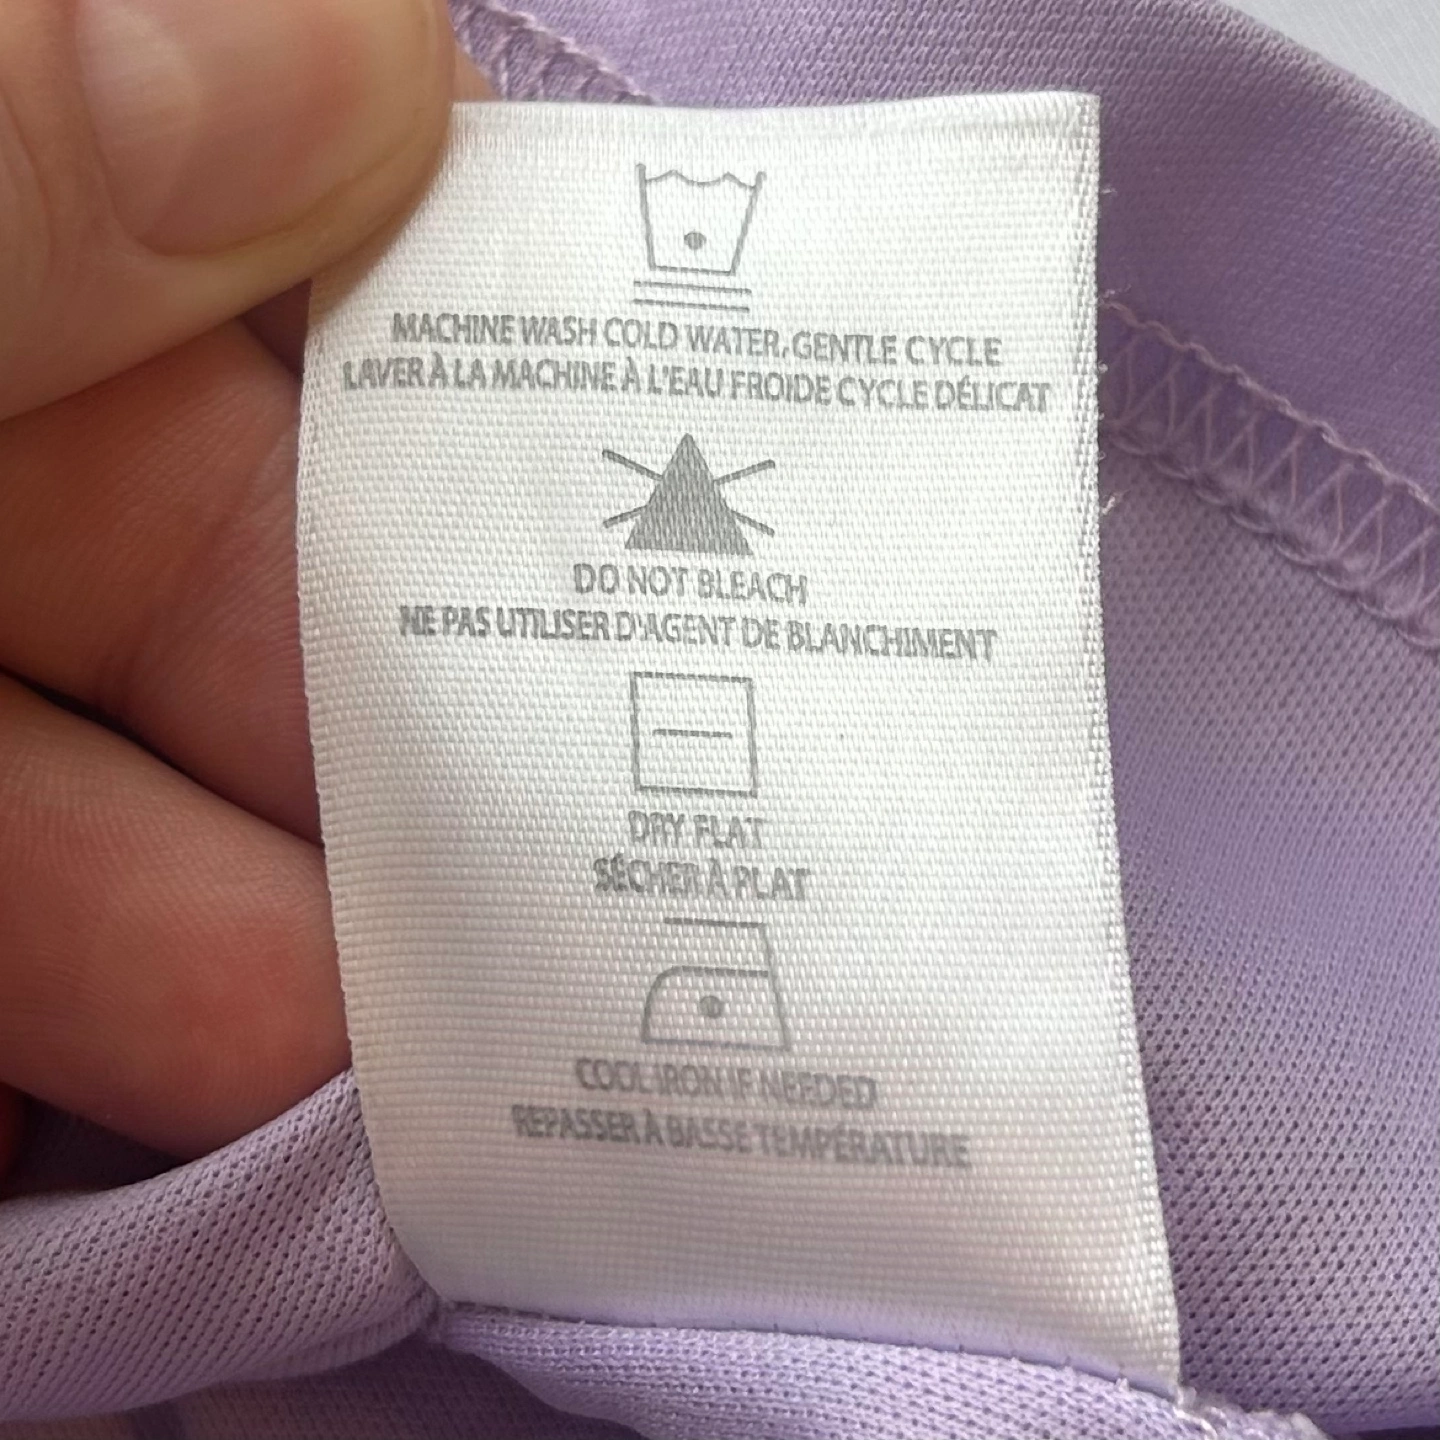 MACHINE WASH COLD WATER, GENTLE CYCLE
LAVER À LA MACHINE À L'EAU FROIDE CYCLE DÉLICAT
DO NOT BLEACH
NE PAS UTILISER D'AGENT DE BLANCHIMENT
DRY FLAT
SÉCHER À PLAT
COOL IRON IF NEEDED
REPASSER À BASSE TEMPÉRATURE